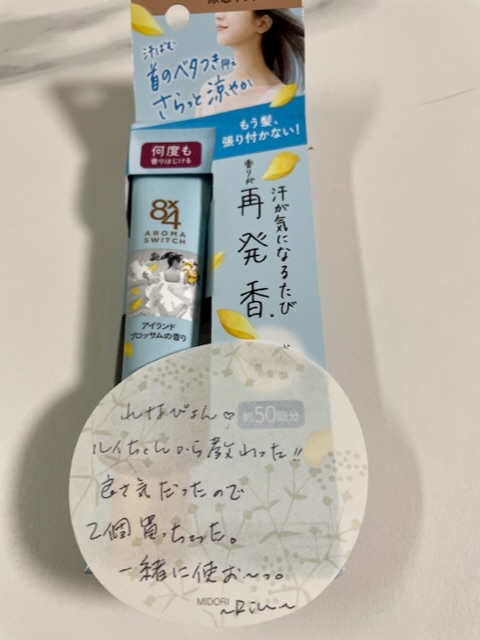 汗ばむ
首のベタつき防ぐ
さらっと涼やか
もう髪、
張り付かない!
何度も
香りはじける
8x4
AROMA
SWITCH
アイランド
ブロッサムの香り
汗が気になるたび
香りが
再発香.
約50回分
れなぴょん♡
ルイちゃんから教わった!!
良さ気だったので
2個買っちゃった。
一緒に使お〜っ。
MIDORI